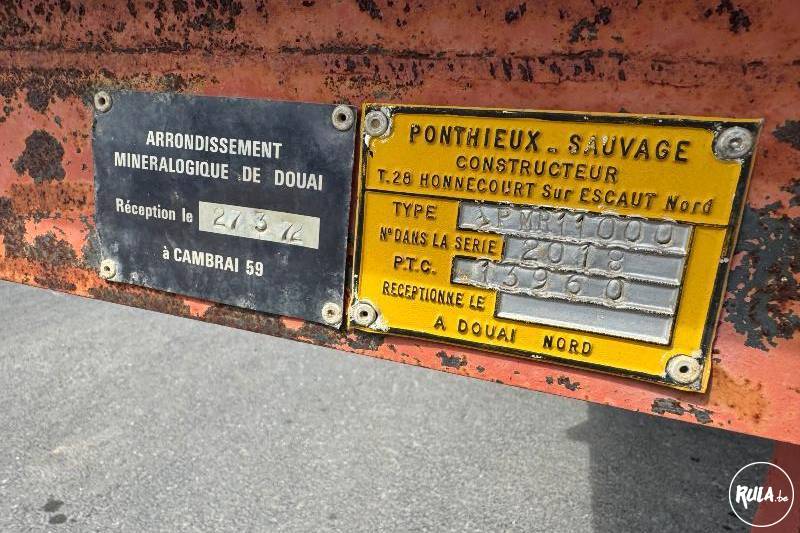 ARRONDISSEMENT
MINERALOGIQUE DE DOUAI
Réception le 27 3 72
à CAMBRAI 59
PONTHIEUX - SAUVAGE
CONSTRUCTEUR
T.28 HONNECOURT Sur ESCAUT Nord
TYPE PMR11000
N° DANS LA SERIE 2018
P.T.C. 13960
RECEPTIONNE LE
A DOUAI NORD
RULA.be